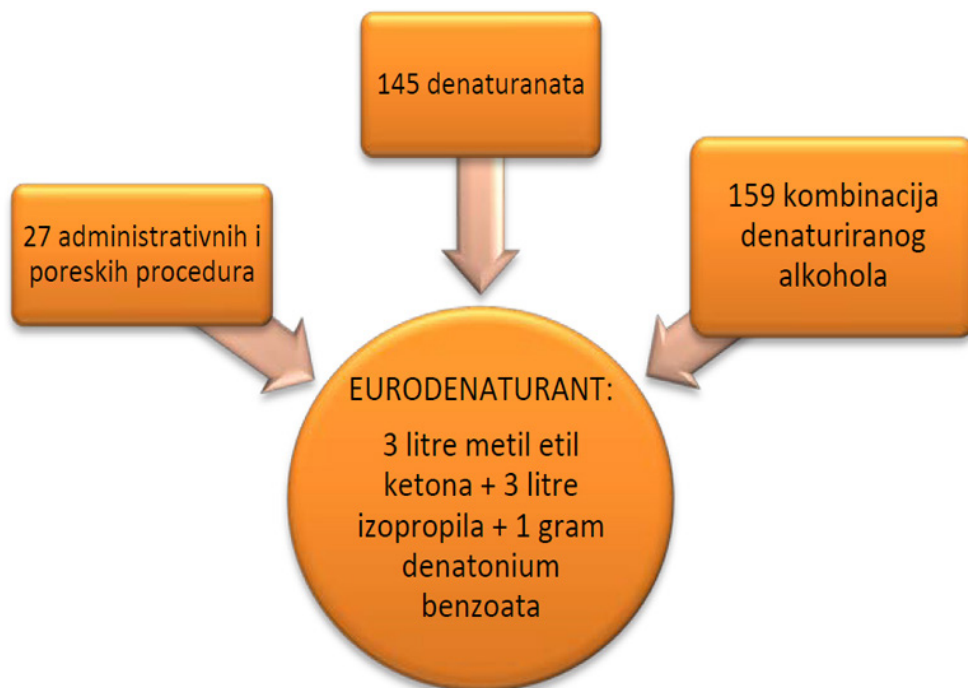 145 denaturanata
27 administrativnih i
poreskih procedura
159 kombinacija
denaturiranog
alkohola
EURODENATURANT:
3 litre metil etil
ketona + 3 litre
izopropila + 1 gram
denatonium
benzoata